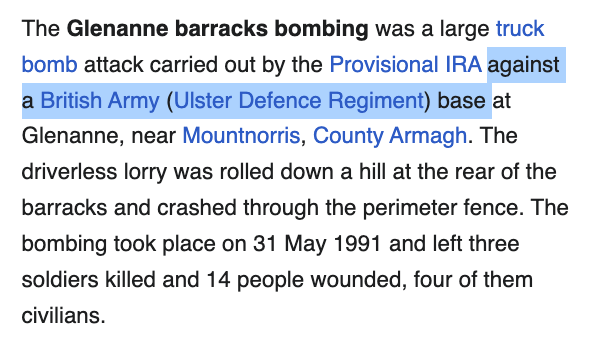 The Glenanne barracks bombing was a large truck
bomb attack carried out by the Provisional IRA against
a British Army (Ulster Defence Regiment) base at
Glenanne, near Mountnorris, County Armagh. The
driverless lorry was rolled down a hill at the rear of the
barracks and crashed through the perimeter fence. The
bombing took place on 31 May 1991 and left three
soldiers killed and 14 people wounded, four of them
civilians.